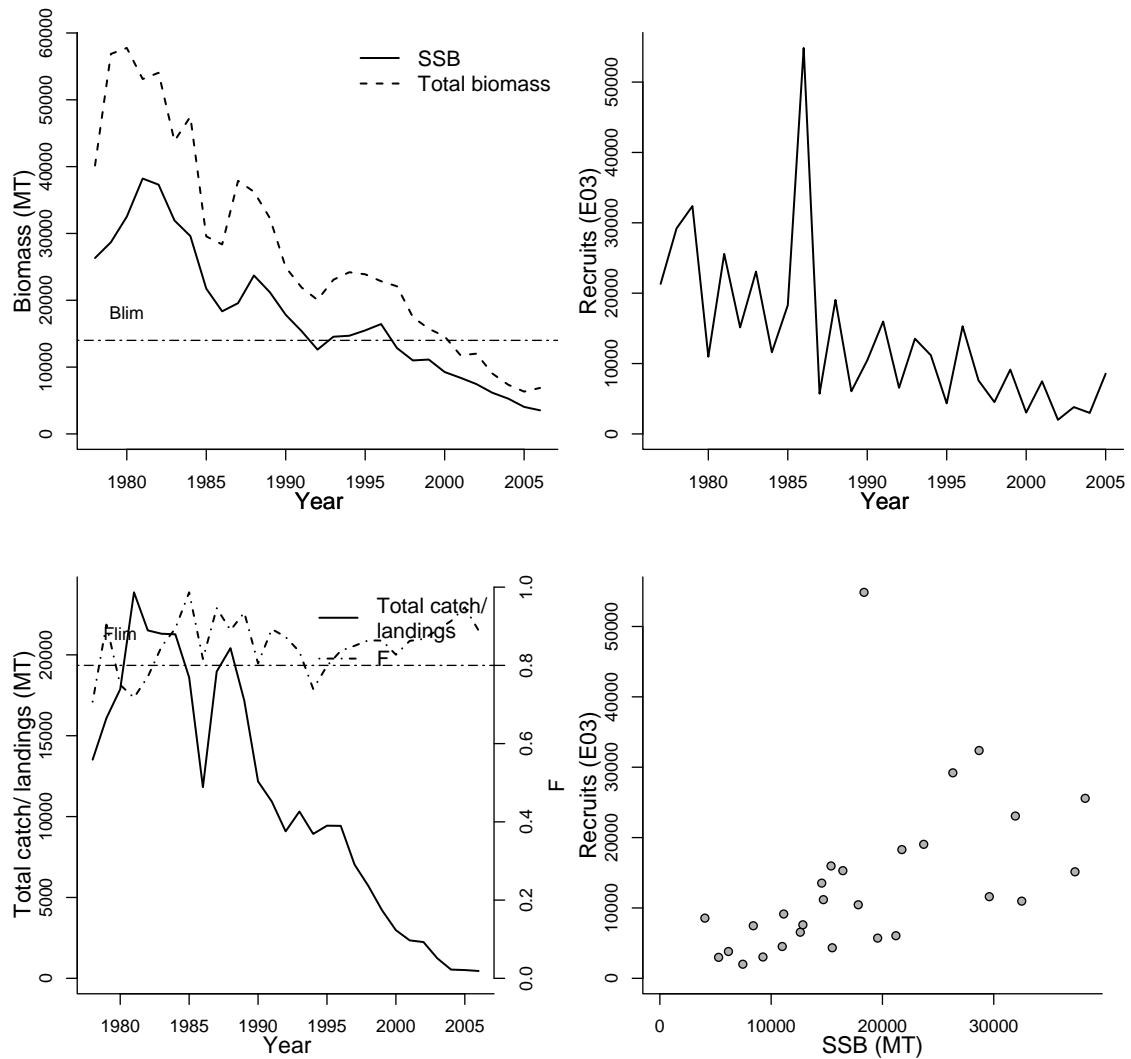 60000
50000
40000
30000
20000
10000
0
Biomass (MT)
SSB
Total biomass
Blim
1980 1985 1990 1995 2000 2005
Year
50000
40000
30000
20000
10000
0
Recruits (E03)
1980 1985 1990 1995 2000 2005
Year
20000
15000
10000
5000
0
Total catch/ landings (MT)
Flim
Total catch/
landings
F
1.0
0.8
0.6
0.4
0.2
0.0
F
1980 1985 1990 1995 2000 2005
Year
50000
40000
30000
20000
10000
0
Recruits (E03)
0 10000 20000 30000
SSB (MT)